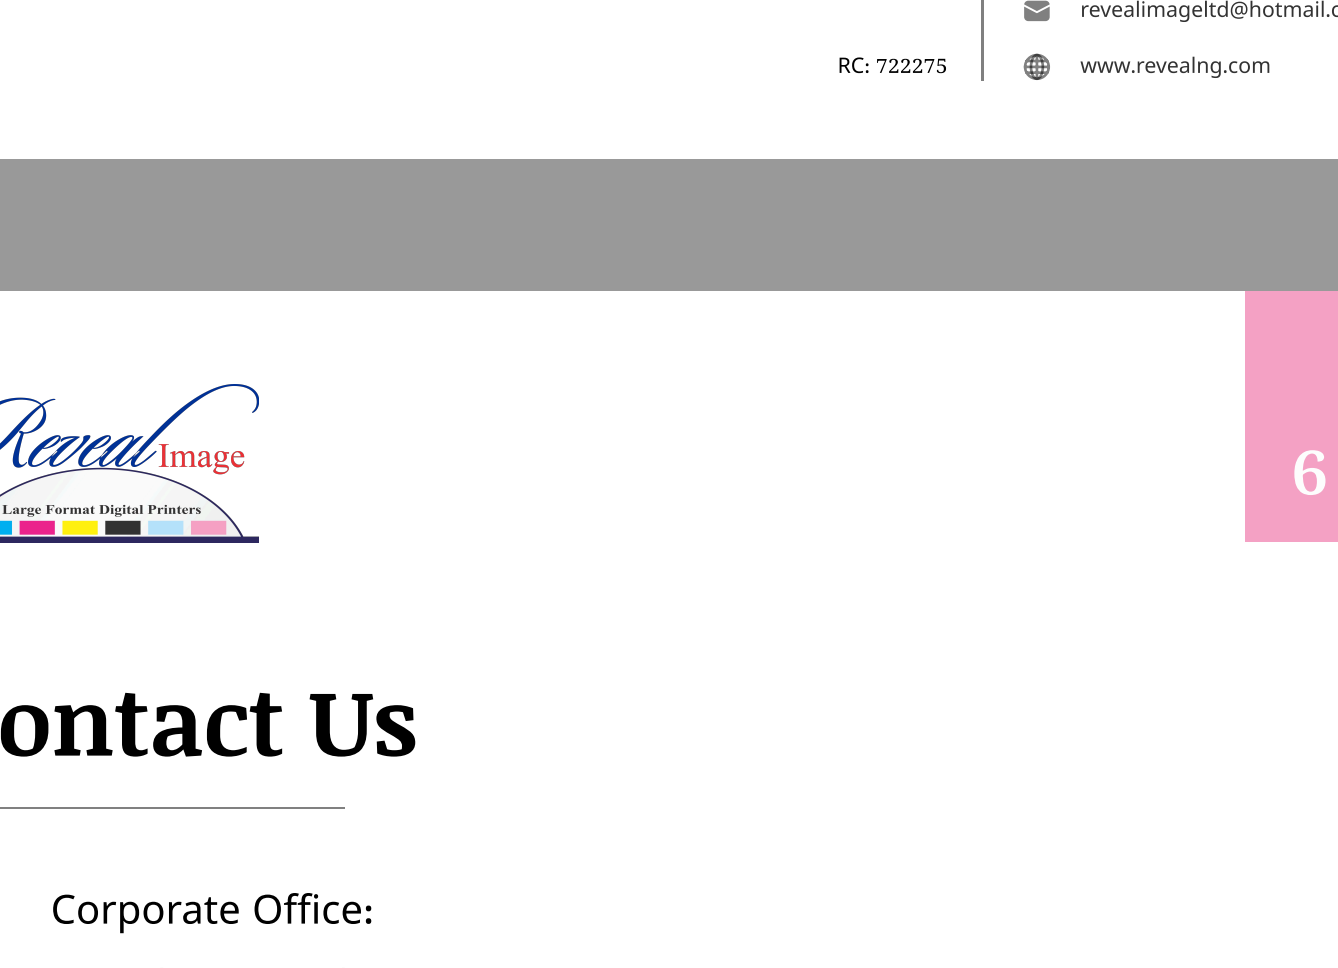 revealimageltd@hotmail.c
RC: 722275
www.revealng.com
6
Reveal Image
Large Format Digital Printers
ontact Us
Corporate Office: